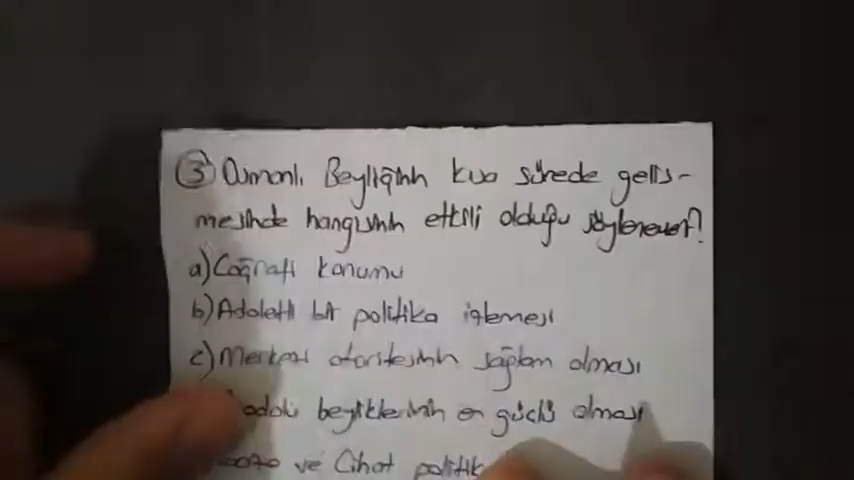 ③ Osmanlı Beyliğinin kısa sürede geliş-
mesinde hangisinin etkili olduğu söylenemez?
a) Coğrafi konumu
b) Adaletli bir politika izlemesi
c) Merkezi otoritesinin sağlam olması
beyliklerinin en güçlü olması
ve Cihat